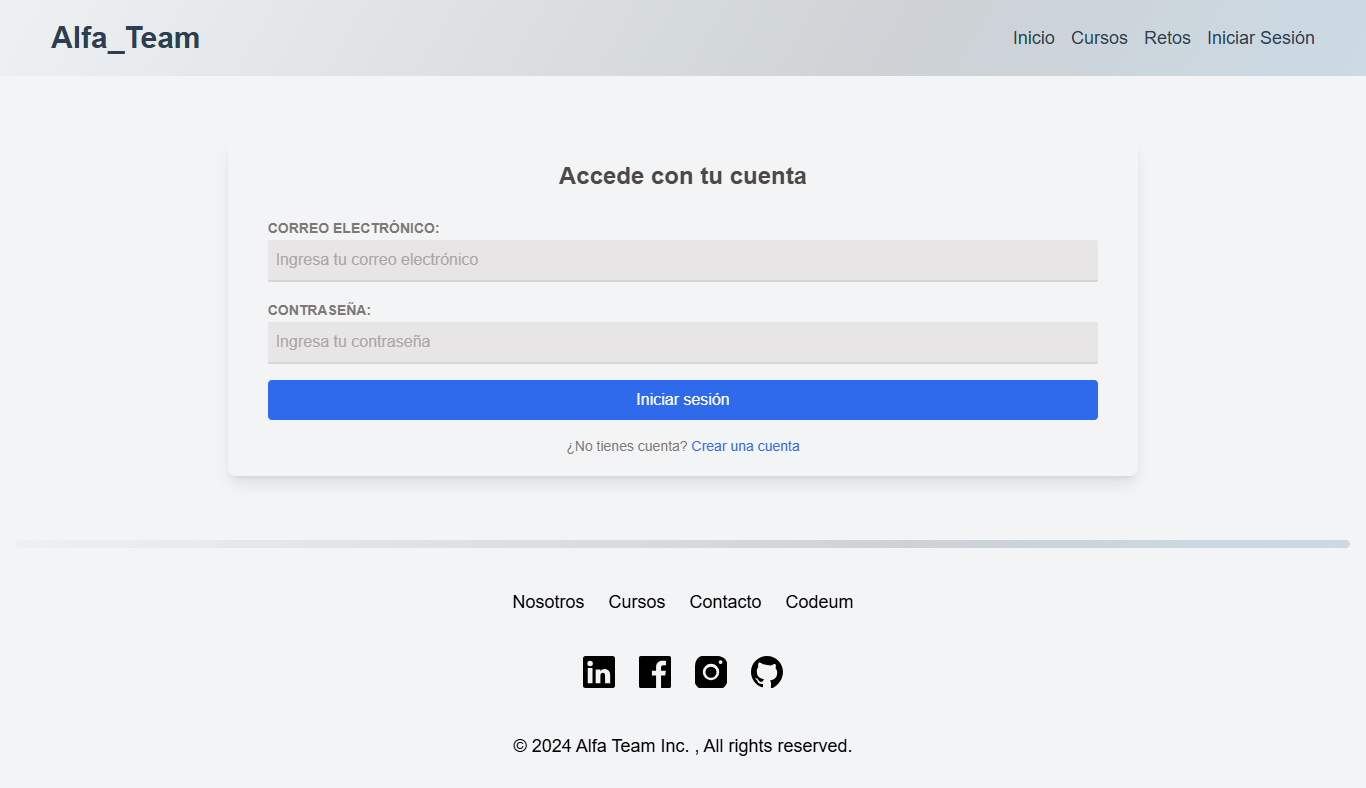 Alfa_Team
Inicio Cursos Retos Iniciar Sesión
Accede con tu cuenta
CORREO ELECTRÓNICO:
Ingresa tu correo electrónico
CONTRASEÑA:
Ingresa tu contraseña
Iniciar sesión
¿No tienes cuenta? Crear una cuenta
Nosotros Cursos Contacto Codeum
in
© 2024 Alfa Team Inc. , All rights reserved.